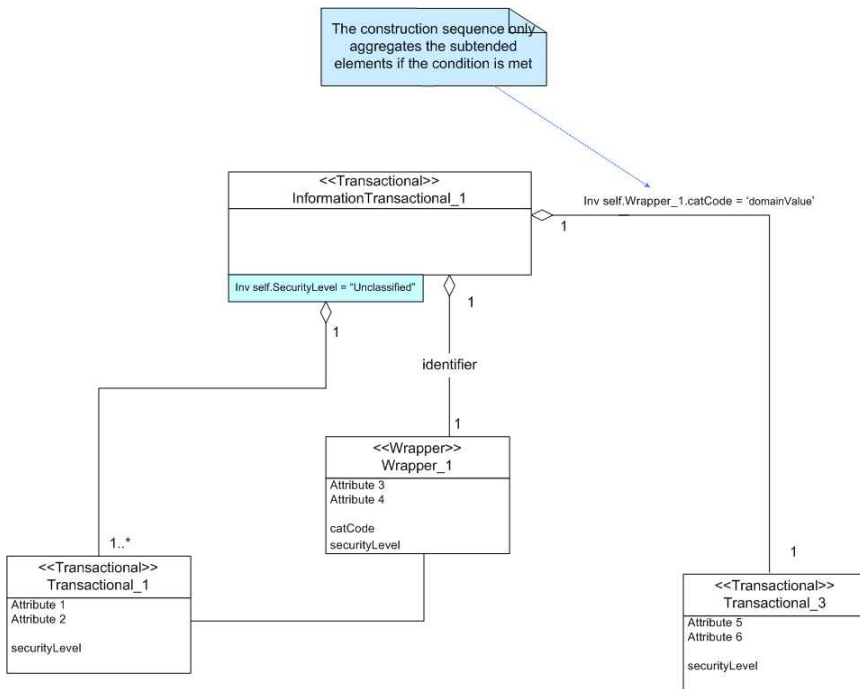 The construction sequence only
aggregates the subtended
elements if the condition is met
<<Transactional>>
InformationTransactional_1
Inv self.Wrapper_1.catCode = 'domainValue'
1
Inv self.SecurityLevel = "Unclassified"
1
1
identifier
1
<<Wrapper>>
Wrapper_1
Attribute 3
Attribute 4
catCode
securityLevel
1..*
<<Transactional>>
Transactional_1
Attribute 1
Attribute 2
securityLevel
1
<<Transactional>>
Transactional_3
Attribute 5
Attribute 6
securityLevel